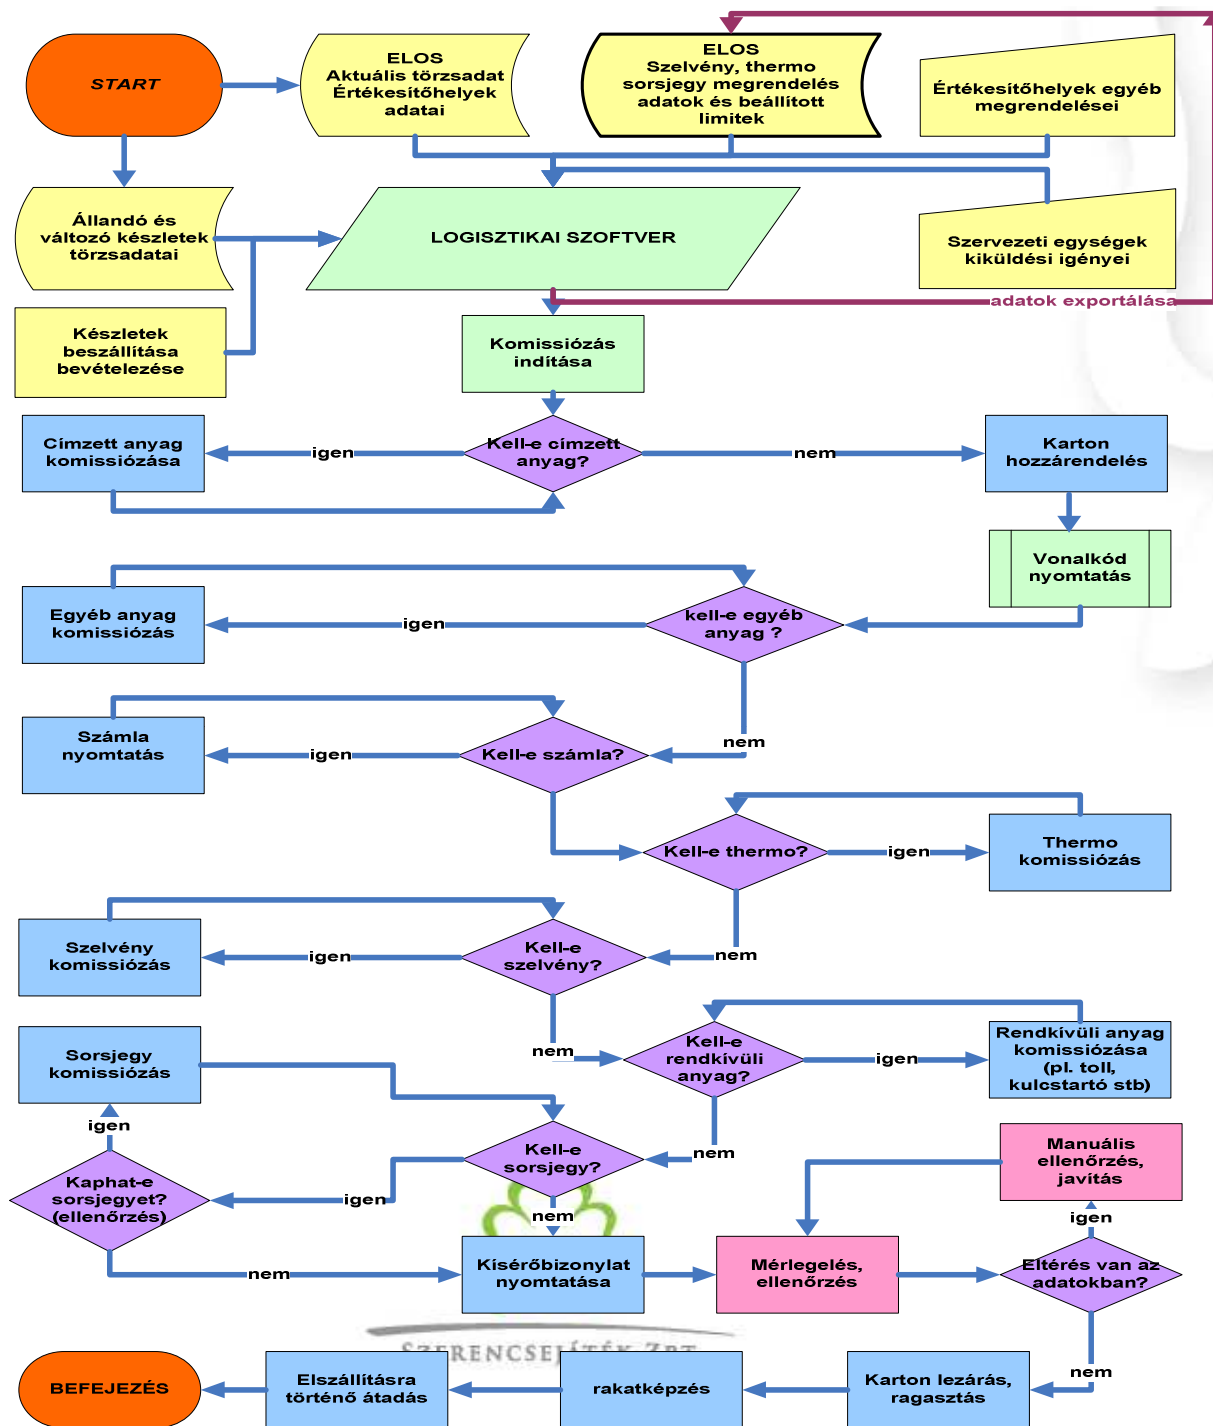 START
ELOS
Aktuális törzsadat
Értékesítőhelyek
adatai
ELOS
Szelvény, thermo
sorsjegy megrendelés
adatok és beállított
limitek
Értékesítőhelyek egyéb
megrendelései
Állandó és
változó készletek
törzsadatai
LOGISZTIKAI SZOFTVER
Szervezeti egységek
kiküldési igényei
adatok exportálása
Készletek
beszállítása
bevételezése
Komissiózás
indítása
Címzett anyag
komissiózása
igen
Kell-e címzett
anyag?
nem
Karton
hozzárendelés
Vonalkód
nyomtatás
Egyéb anyag
komissiózás
igen
kell-e egyéb
anyag ?
nem
Számla
nyomtatás
igen
Kell-e számla?
Kell-e thermo?
igen
Thermo
komissiózás
nem
Szelvény
komissiózás
igen
Kell-e
szelvény?
nem
Kell-e
rendkívüli
anyag?
igen
Rendkívüli anyag
komissiózása
(pl. toll,
kulcstartó stb)
nem
Sorsjegy
komissiózás
igen
Kell-e
sorsjegy?
Kaphat-e
sorsjegyet?
(ellenőrzés)
igen
nem
nem
Manuális
ellenőrzés,
javítás
igen
Kísérőbizonylat
nyomtatása
Mérlegelés,
ellenőrzés
Eltérés van az
adatokban?
nem
SZERENCSEJÁTÉK ZRT
BEFEJEZÉS
Elszállításra
történő átadás
rakatképzés
Karton lezárás,
ragasztás